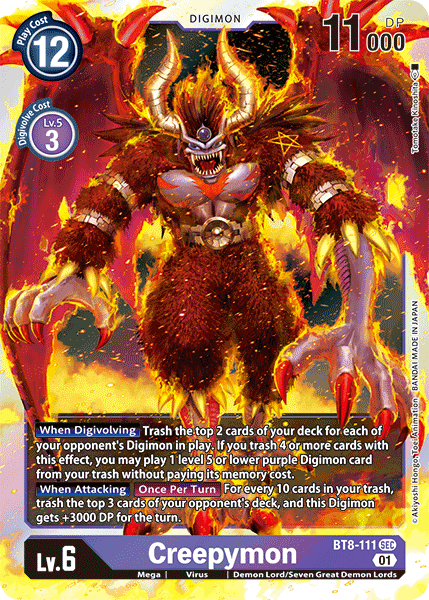 DIGIMON
Play Cost
12
DP
11000
Digivolve Cost
Lv.5
3
Tomotake Kinoshita
When Digivolving Trash the top 2 cards of your deck for each of
your opponent's Digimon in play. If you trash 4 or more cards with
this effect, you may play 1 level 5 or lower purple Digimon card
from your trash without paying its memory cost.
When Attacking Once Per Turn For every 10 cards in your trash,
trash the top 3 cards of your opponent's deck, and this Digimon
gets +3000 DP for the turn.
©Akiyoshi Hongo, Toei Animation · BANDAI MADE IN JAPAN
BT8-111 SEC
Lv.6
Creepymon
01
Mega | Virus | Demon Lord/Seven Great Demon Lords